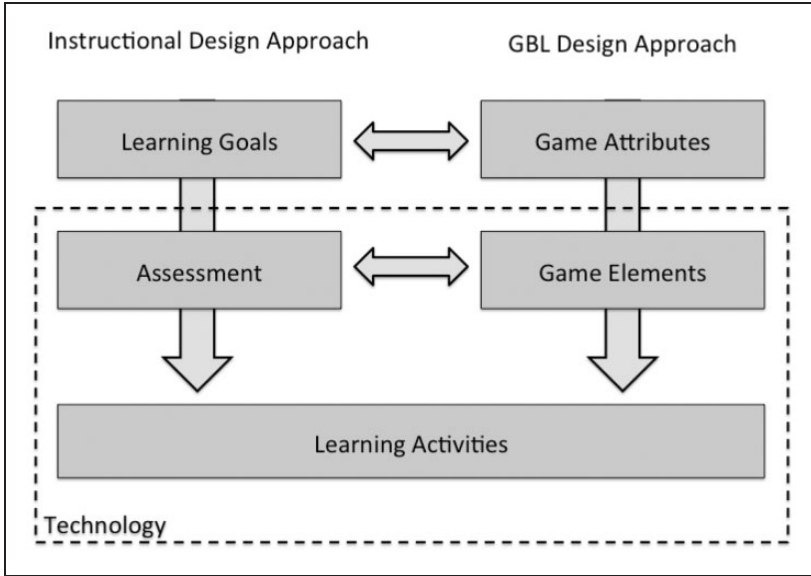 Instructional Design Approach
GBL Design Approach
Learning Goals
Game Attributes
Assessment
Game Elements
Learning Activities
Technology